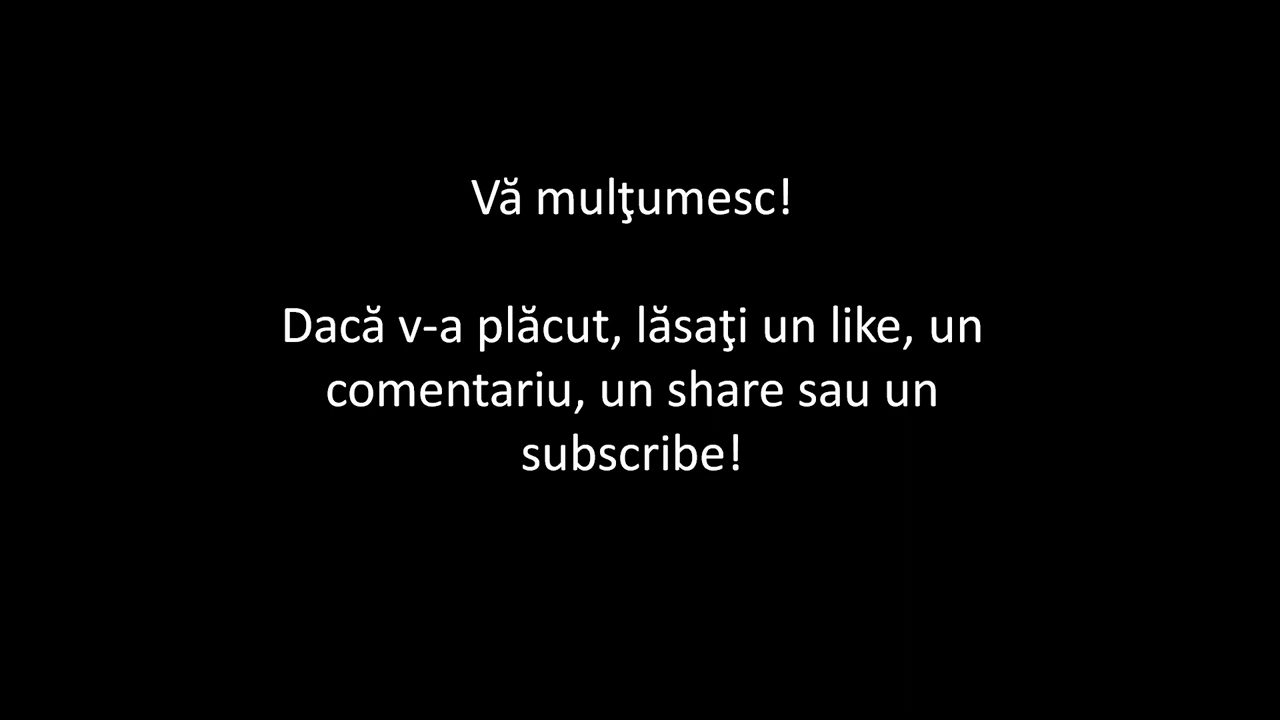 Vă mulţumesc!
Dacă v-a plăcut, lăsaţi un like, un
comentariu, un share sau un
subscribe!